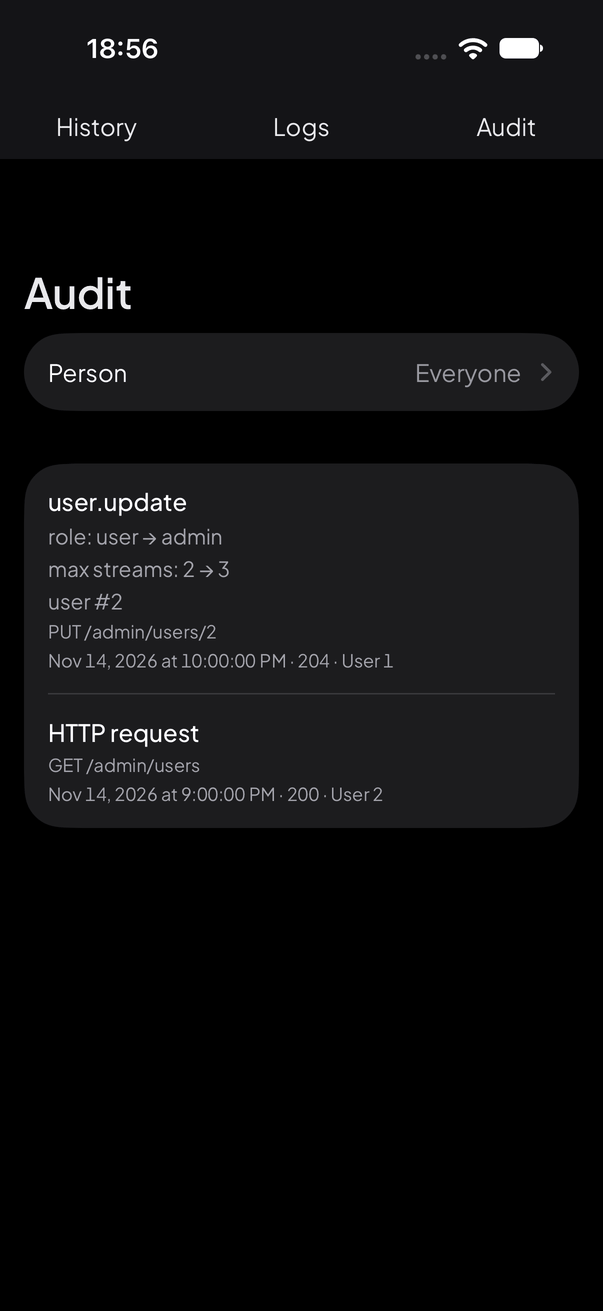 18:56
History Logs Audit
Audit
Person Everyone
user.update
role: user → admin
max streams: 2 → 3
user #2
PUT /admin/users/2
Nov 14, 2026 at 10:00:00 PM · 204 · User 1
HTTP request
GET /admin/users
Nov 14, 2026 at 9:00:00 PM · 200 · User 2